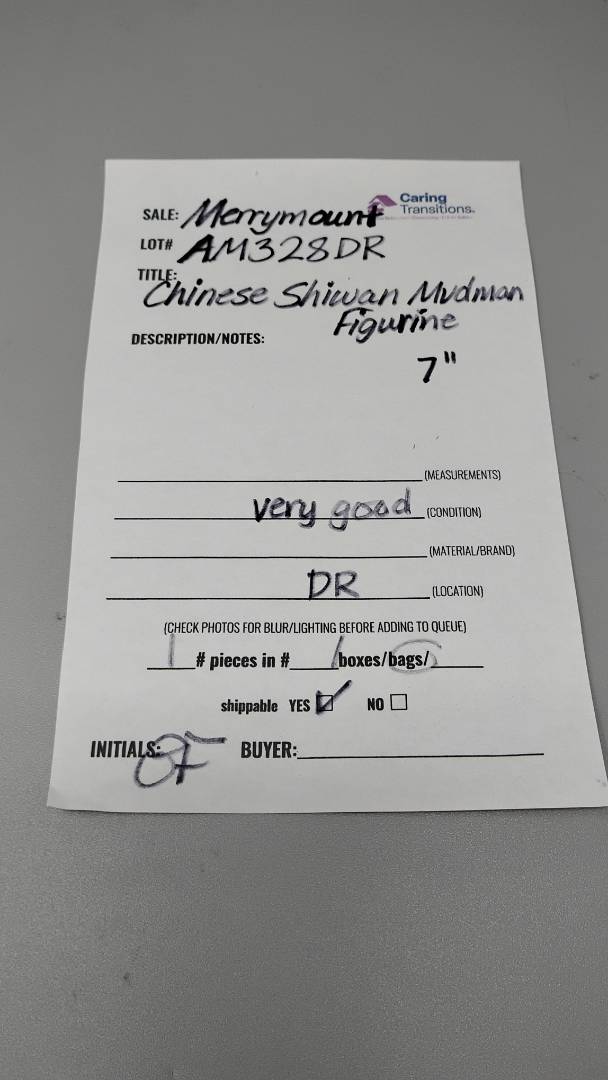 Caring
Transitions.
SALE: Merrymount
LOT# AM328DR
TITLE: Chinese Shiwan Mudman
Figurine
DESCRIPTION/NOTES:
7"
(MEASUREMENTS)
very good (CONDITION)
(MATERIAL/BRAND)
DR (LOCATION)
(CHECK PHOTOS FOR BLUR/LIGHTING BEFORE ADDING TO QUEUE)
1 # pieces in # 1 boxes/bags/
shippable YES NO
INITIALS: BUYER: